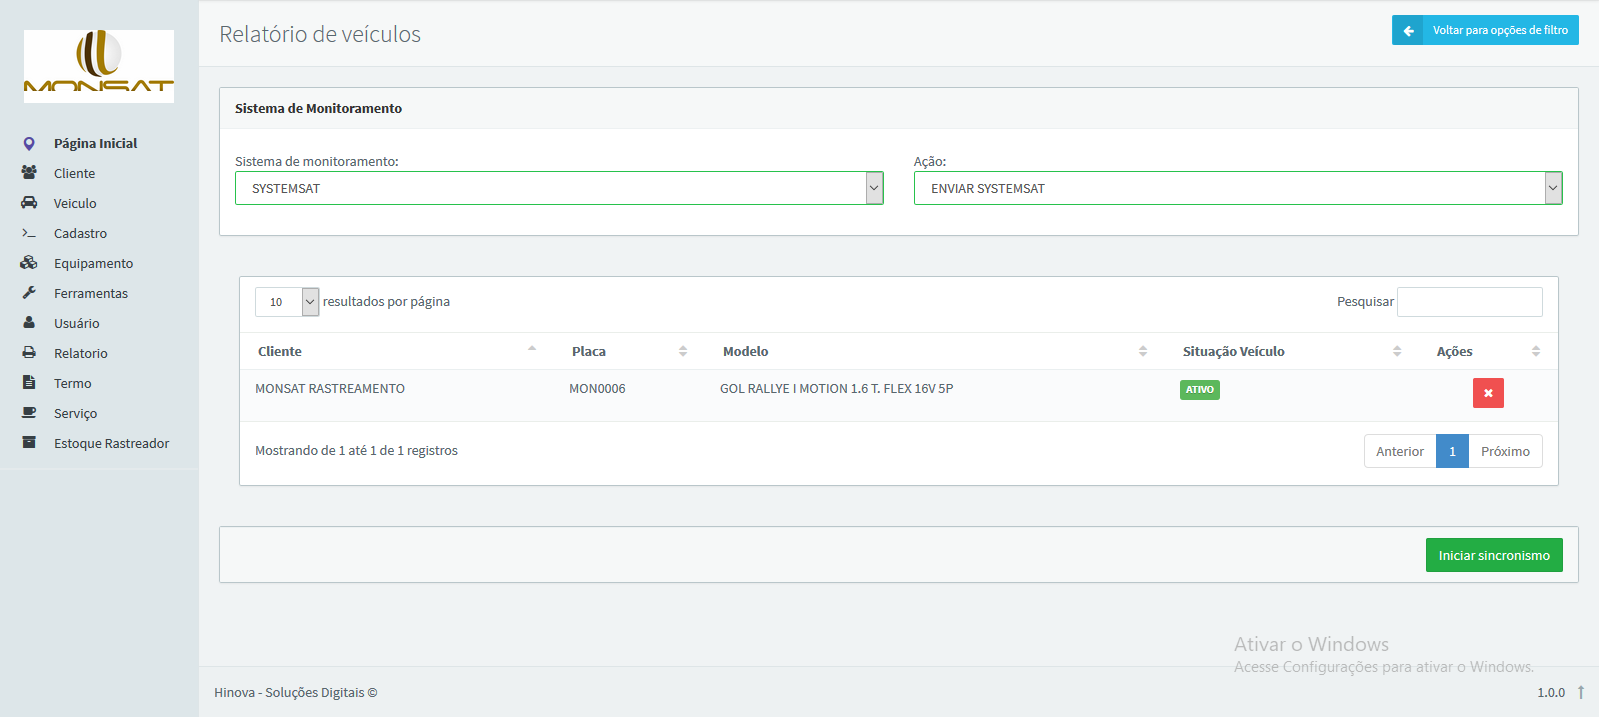 MONSAT
Página Inicial
Cliente
Veiculo
Cadastro
Equipamento
Ferramentas
Usuário
Relatorio
Termo
Serviço
Estoque Rastreador
Relatório de veículos
Voltar para opções de filtro
Sistema de Monitoramento
Sistema de monitoramento: Ação:
SYSTEMSAT ENVIAR SYSTEMSAT
10 resultados por página Pesquisar
Cliente Placa Modelo Situação Veículo Ações
MONSAT RASTREAMENTO MON0006 GOL RALLYE I MOTION 1.6 T. FLEX 16V 5P ATIVO
Mostrando de 1 até 1 de 1 registros Anterior 1 Próximo
Iniciar sincronismo
Ativar o Windows
Acesse Configurações para ativar o Windows.
Hinova - Soluções Digitais © 1.0.0